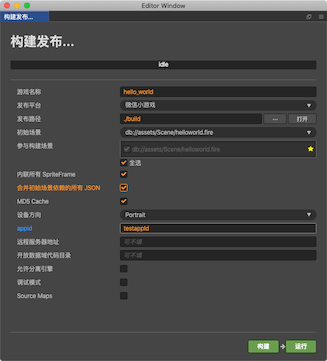 Editor Window
构建发布...
构建发布...
idle
游戏名称 hello_world
发布平台 微信小游戏
发布路径 ./build ... 打开
初始场景 db://assets/Scene/helloworld.fire
参与构建场景 db://assets/Scene/helloworld.fire
全选
内联所有 SpriteFrame
合并初始场景依赖的所有 JSON
MD5 Cache
设备方向 Portrait
appid testappId
远程服务器地址 可不填
开放数据域代码目录 可不填
允许分离引擎
调试模式
Source Maps
构建 运行